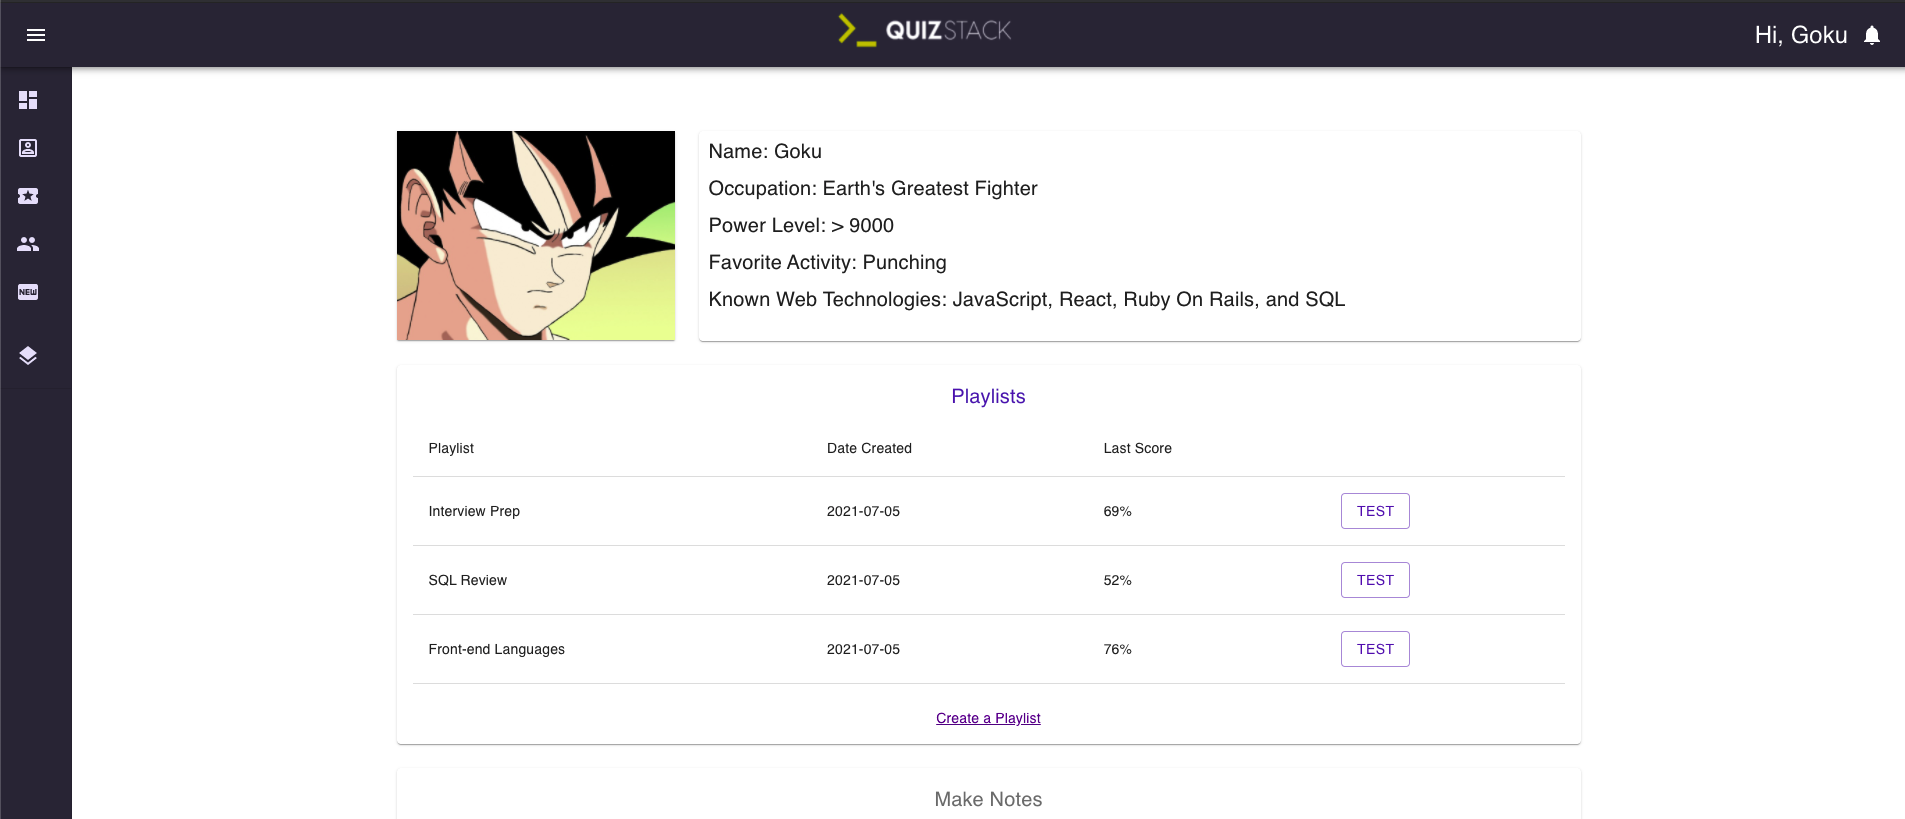 QUIZSTACK
Hi, Goku
NEW
Name: Goku
Occupation: Earth's Greatest Fighter
Power Level: > 9000
Favorite Activity: Punching
Known Web Technologies: JavaScript, React, Ruby On Rails, and SQL
Playlists
Playlist Date Created Last Score
Interview Prep 2021-07-05 69% TEST
SQL Review 2021-07-05 52% TEST
Front-end Languages 2021-07-05 76% TEST
Create a Playlist
Make Notes